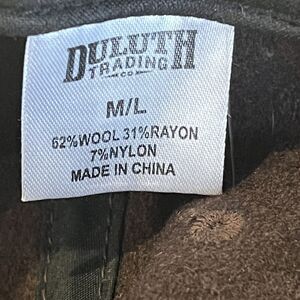 DULUTH
TRADING
CO
M/L
62%WOOL 31%RAYON
7%NYLON
MADE IN CHINA